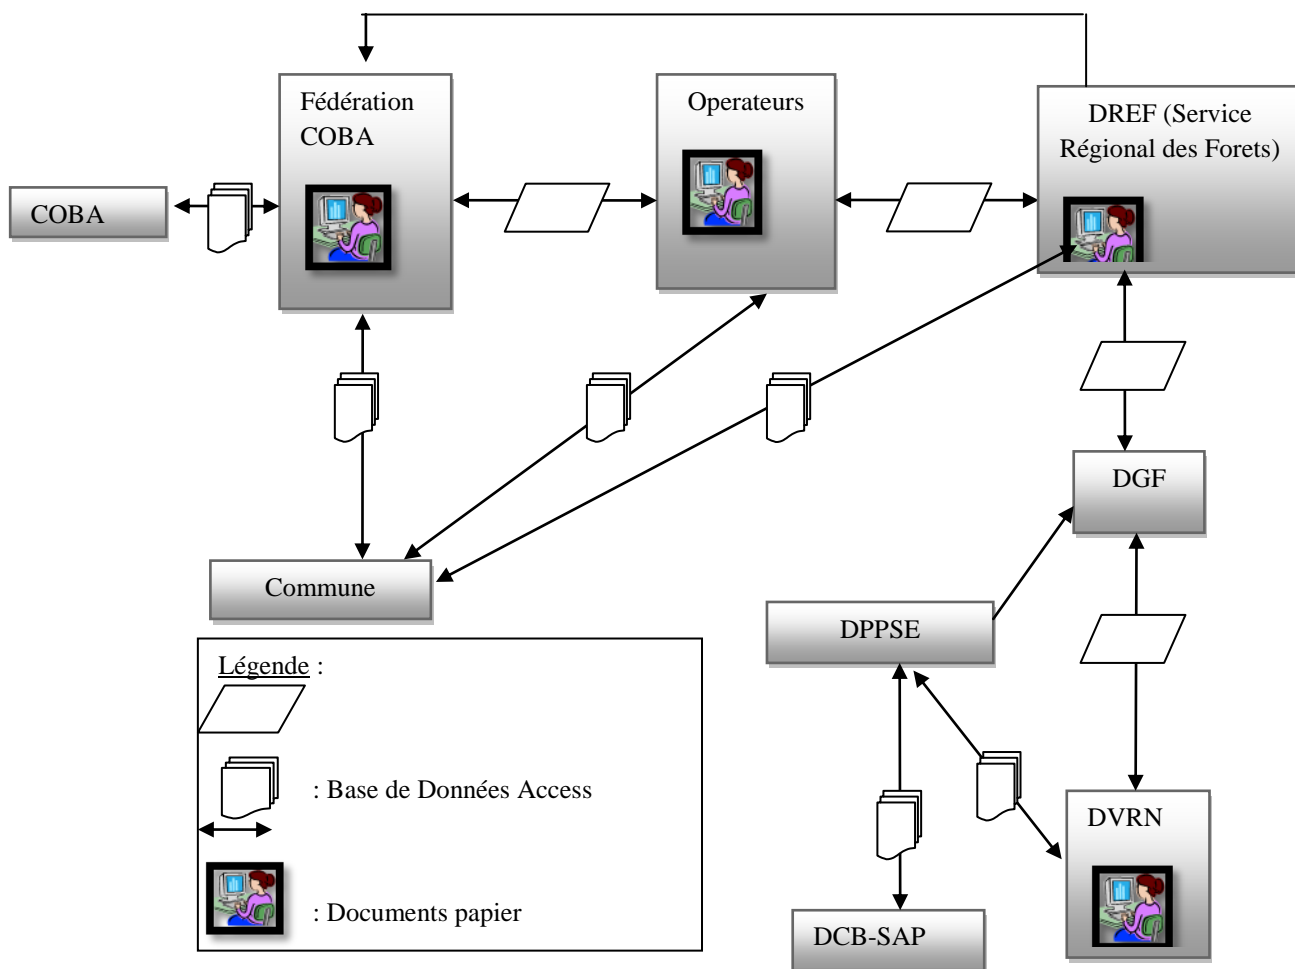 Fédération
COBA
Operateurs
DREF (Service
Régional des Forets)
COBA
DGF
Commune
DPPSE
Légende :
: Base de Données Access
: Documents papier
DVRN
DCB-SAP